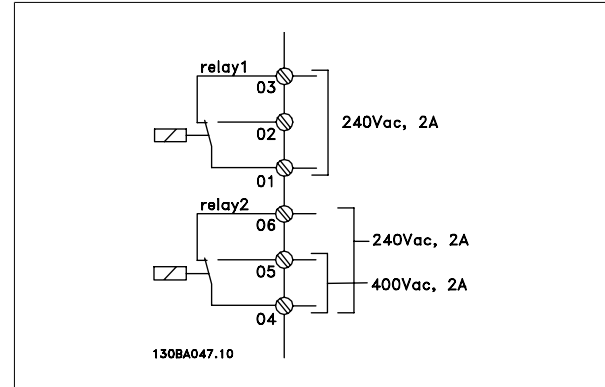 relay1
03
240Vac, 2A
02
01
relay2
06
240Vac, 2A
05
400Vac, 2A
04
130BA047.10